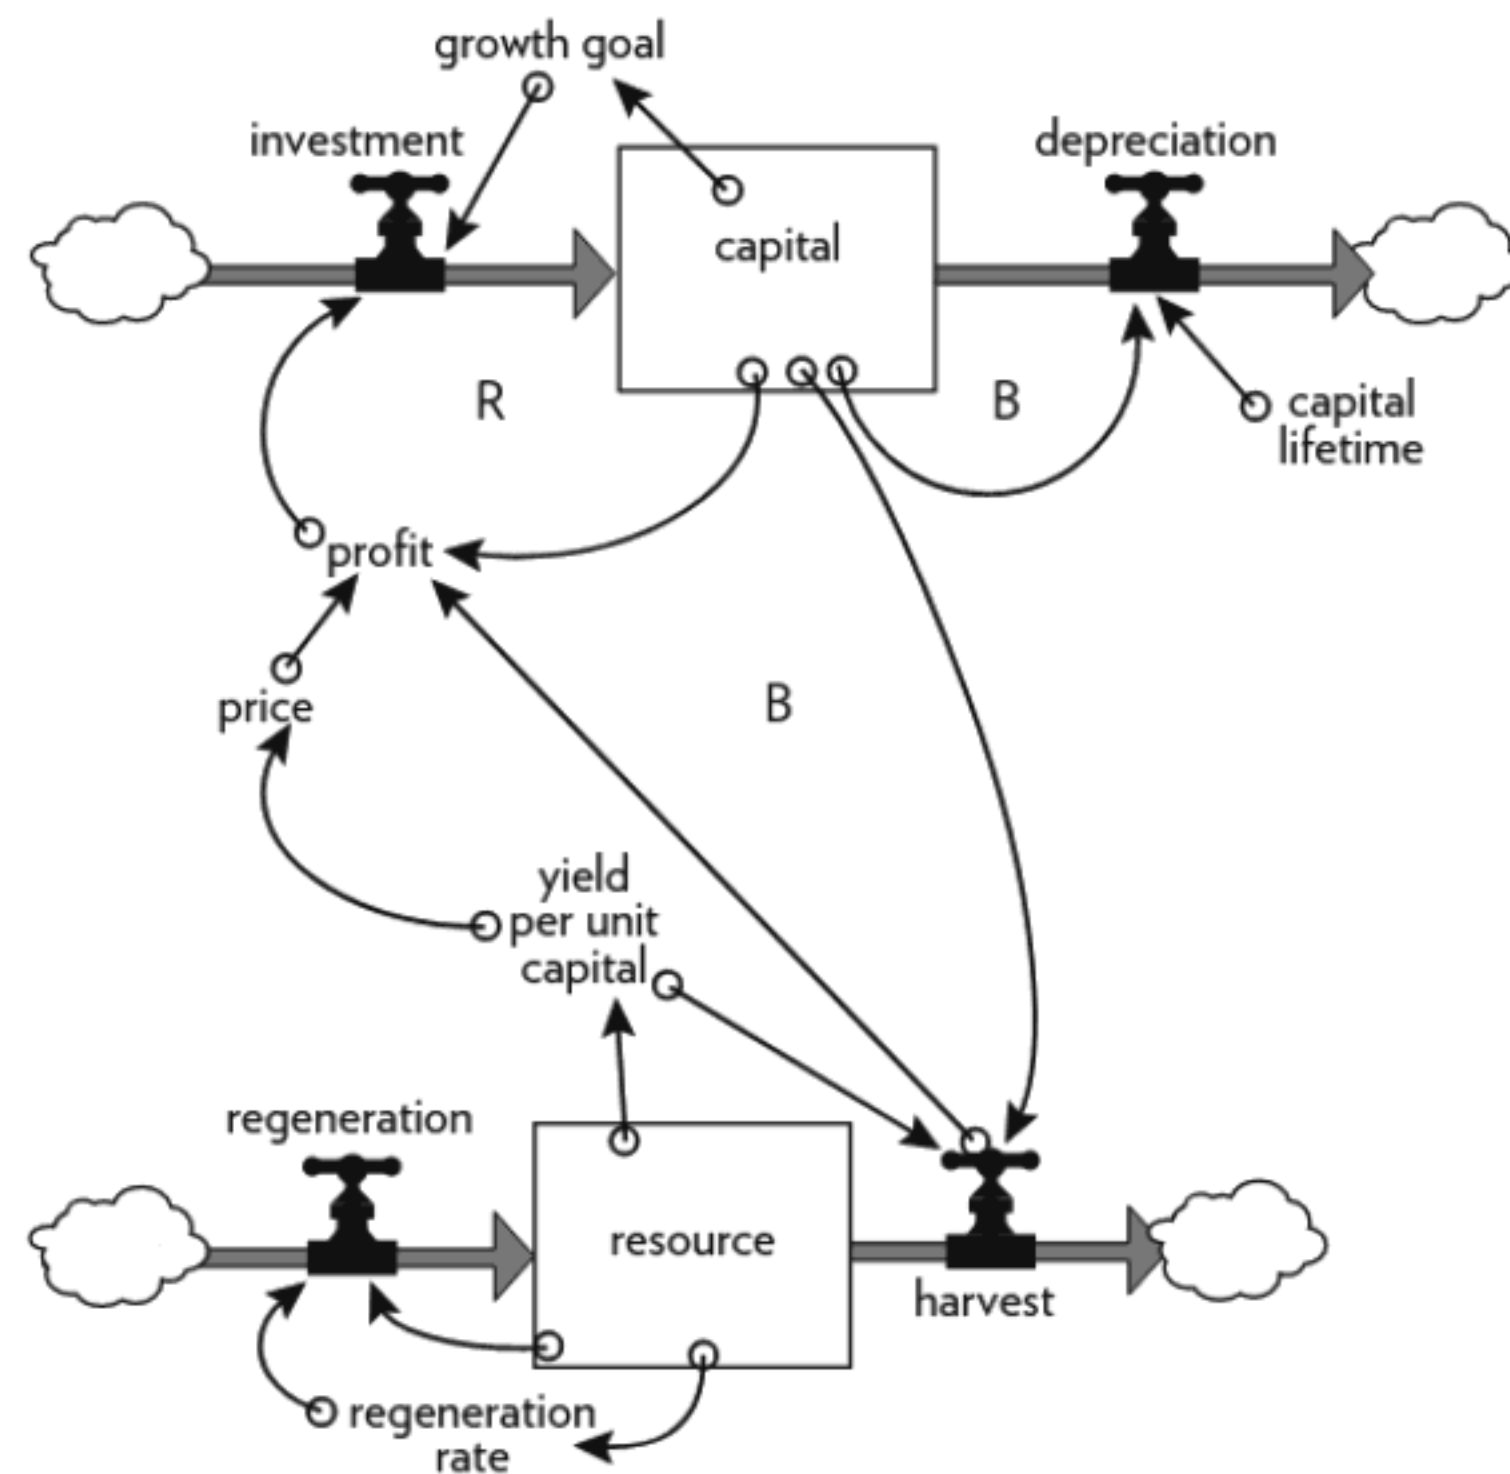 growth goal
investment
depreciation
capital
R
B
capital
lifetime
profit
price
B
yield
per unit
capital
regeneration
resource
harvest
regeneration
rate